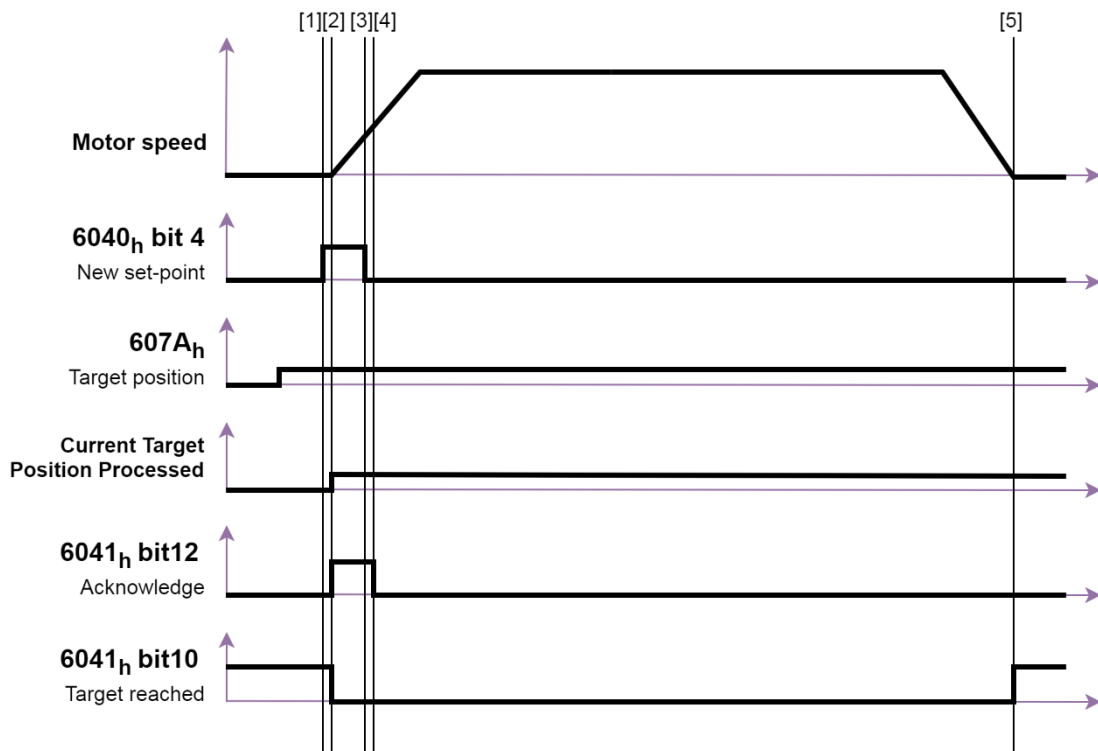 [1][2] [3][4] [5]
Motor speed
6040h bit 4
New set-point
607Ah
Target position
Current Target
Position Processed
6041h bit12
Acknowledge
6041h bit10
Target reached